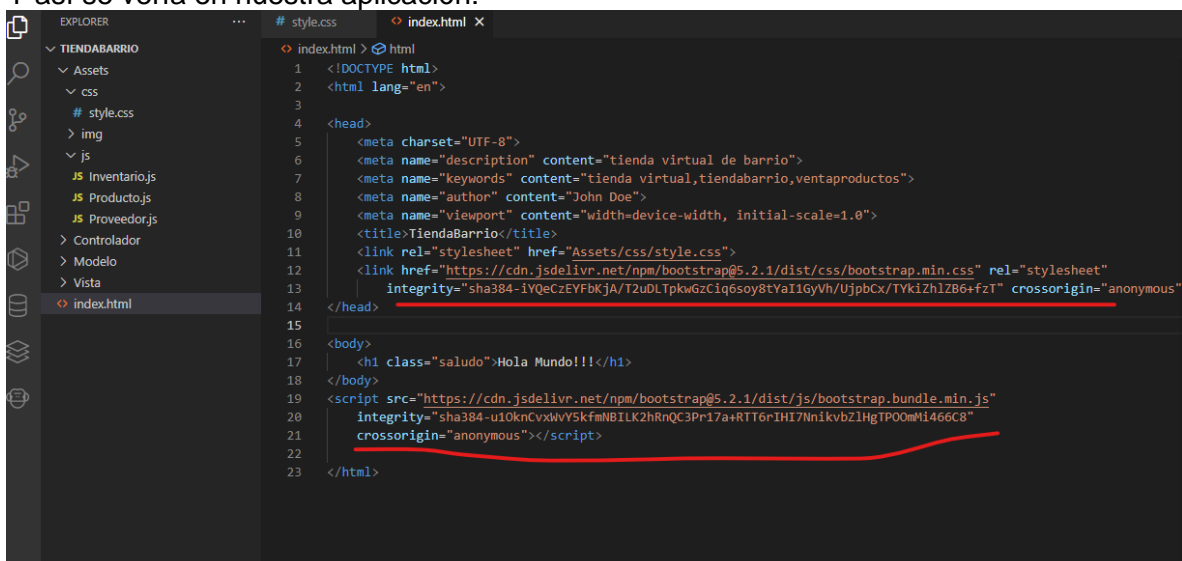 Y así se vería en nuestra aplicación:
EXPLORER ... # style.css <> index.html ×
TIENDABARRIO
Assets
css
# style.css
img
js
JS Inventario.js
JS Producto.js
JS Proveedor.js
Controlador
Modelo
Vista
<> index.html
<> index.html > html
1 <!DOCTYPE html>
2 <html lang="en">
3
4 <head>
5 <meta charset="UTF-8">
6 <meta name="description" content="tienda virtual de barrio">
7 <meta name="keywords" content="tienda virtual,tiendabarrio,ventaproductos">
8 <meta name="author" content="John Doe">
9 <meta name="viewport" content="width=device-width, initial-scale=1.0">
10 <title>TiendaBarrio</title>
11 <link rel="stylesheet" href="Assets/css/style.css">
12 <link href="https://cdn.jsdelivr.net/npm/bootstrap@5.2.1/dist/css/bootstrap.min.css" rel="stylesheet"
13 integrity="sha384-iYQeCzEYFbKjA/T2uDLTpkwGzCiq6soy8tYaI1GyVh/UjpbCx/TYkiZhlZB6+fzT" crossorigin="anonymous"
14 </head>
15
16 <body>
17 <h1 class="saludo">Hola Mundo!!!</h1>
18 </body>
19 <script src="https://cdn.jsdelivr.net/npm/bootstrap@5.2.1/dist/js/bootstrap.bundle.min.js"
20 integrity="sha384-u1OknCvxWvY5kfmNBILK2hRnQC3Pr17a+RTT6rIHI7NnikvbZlHgTPOOmMi466C8"
21 crossorigin="anonymous"></script>
22
23 </html>